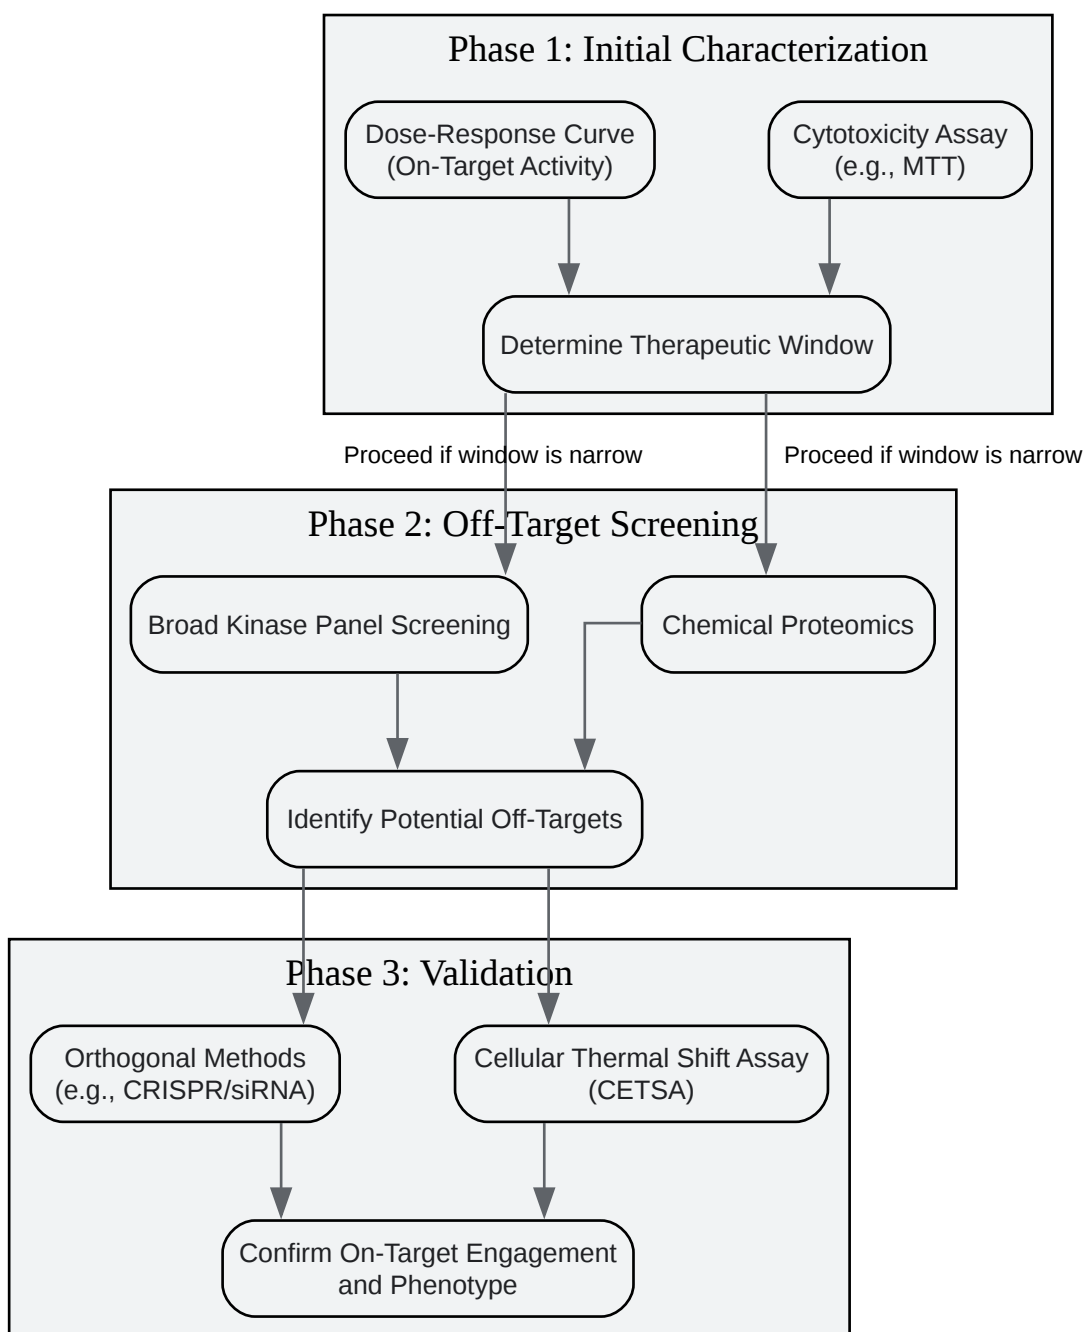 Phase 1: Initial Characterization
Dose-Response Curve
(On-Target Activity)
Cytotoxicity Assay
(e.g., MTT)
Determine Therapeutic Window
Proceed if window is narrow
Proceed if window is narrow
Phase 2: Off-Target Screening
Broad Kinase Panel Screening
Chemical Proteomics
Identify Potential Off-Targets
Phase 3: Validation
Orthogonal Methods
(e.g., CRISPR/siRNA)
Cellular Thermal Shift Assay
(CETSA)
Confirm On-Target Engagement
and Phenotype